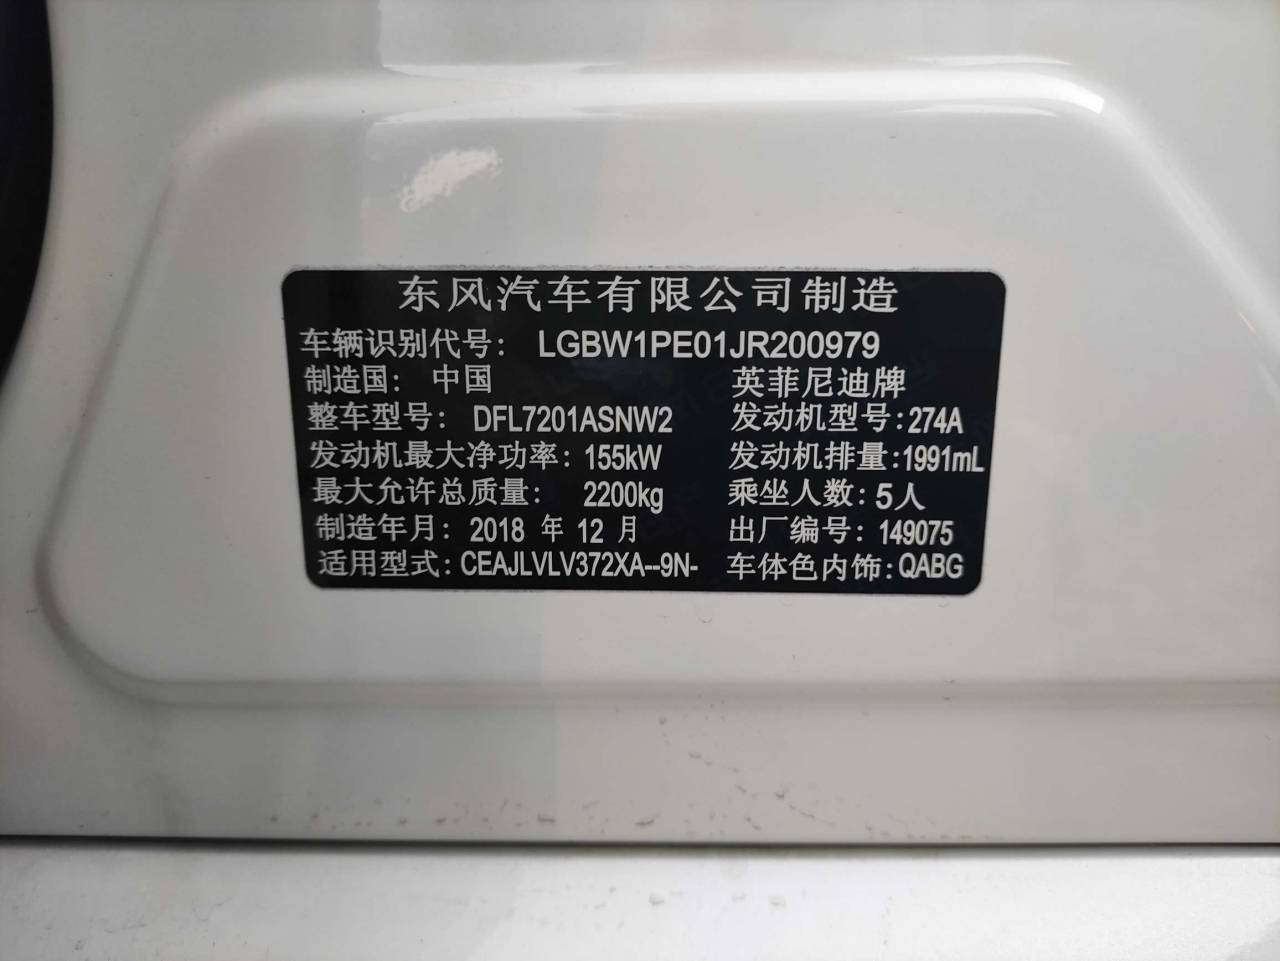 东风汽车有限公司制造
车辆识别代号: LGBW1PE01JR200979
制造国: 中国 英菲尼迪牌
整车型号: DFL7201ASNW2 发动机型号:274A
发动机最大净功率: 155kW 发动机排量:1991mL
最大允许总质量: 2200kg 乘坐人数:5人
制造年月: 2018 年 12 月 出厂编号: 149075
适用型式: CEAJLVLV372XA--9N- 车体色内饰:QABG